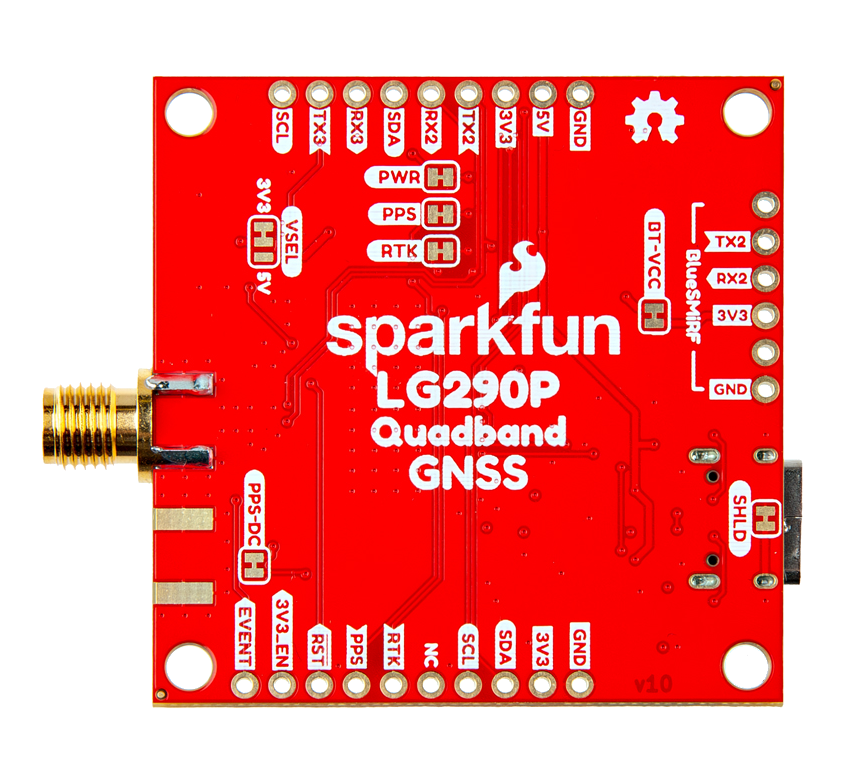 SCL
TX3
RX3
SDA
RX2
TX2
3V3
5V
GND
PWR
PPS
RTK
3V3
VSEL
5V
BT-VCC
BlueSMiRF
TX2
RX2
3V3
GND
sparkfun
LG290P
Quadband
GNSS
PPS-DC
SHLD
EVENT
3V3_EN
RST
PPS
RTK
NC
SCL
SDA
3V3
GND
v10